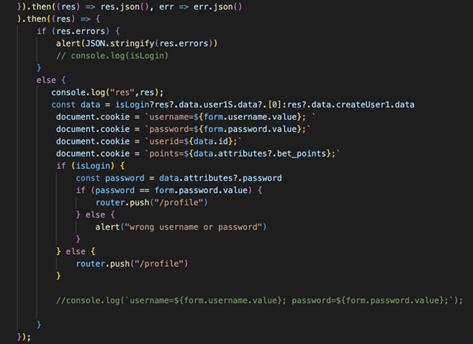 }).then((res) => res.json(), err => err.json()
).then((res) => {
if (res.errors) {
alert(JSON.stringify(res.errors))
// console.log(isLogin)
}
else {
console.log("res",res);
const data = isLogin?res?.data.user1S.data?.[0]:res?.data.createUser1.data
document.cookie = `username=${form.username.value}; `
document.cookie = `password=${form.password.value};`
document.cookie = `userid=${data.id};`
document.cookie = `points=${data.attributes?.bet_points};`
if (isLogin) {
const password = data.attributes?.password
if (password == form.password.value) {
router.push("/profile")
} else {
alert("wrong username or password")
}
} else {
router.push("/profile")
}
//console.log(`username=${form.username.value}; password=${form.password.value};`);
}
});